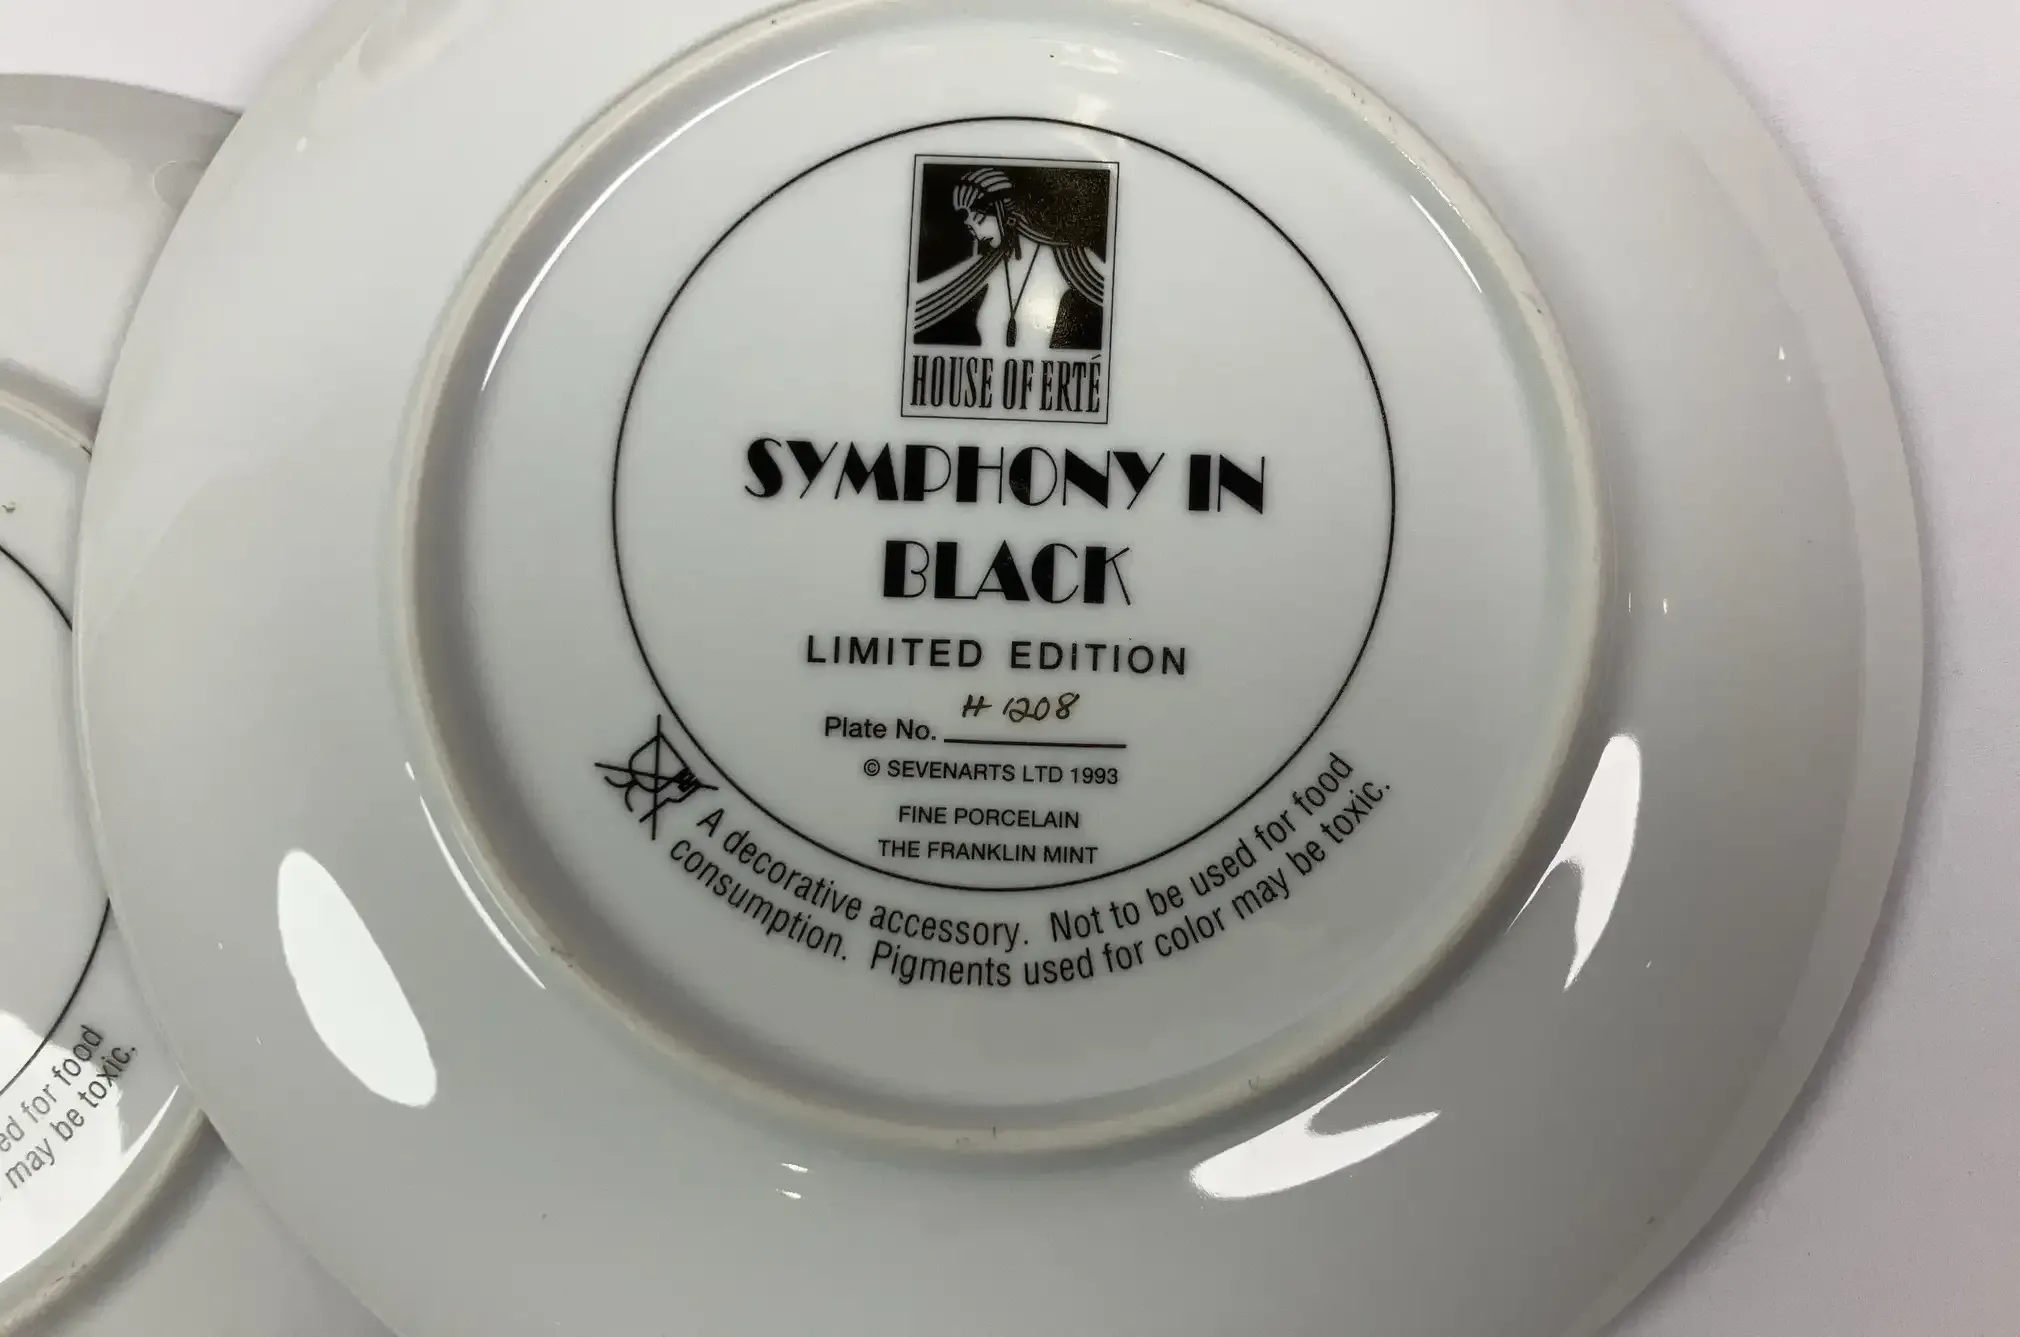 HOUSE OF ERTÉ
SYMPHONY IN
BLACK
LIMITED EDITION
Plate No. H 1208
© SEVENARTS LTD 1993
FINE PORCELAIN
THE FRANKLIN MINT
A decorative accessory. Not to be used for food
consumption. Pigments used for color may be toxic.
ed for food
may be toxic.